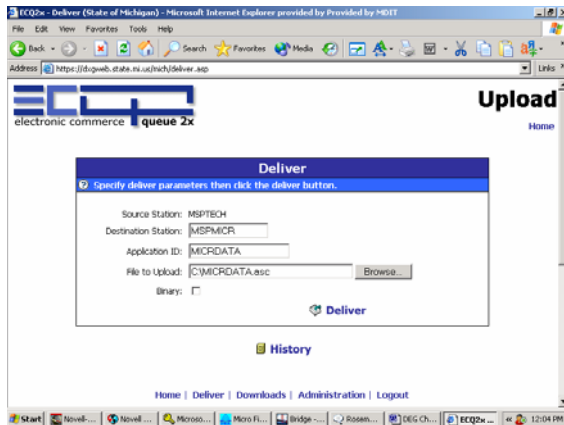 ECQ2x - Deliver (State of Michigan) - Microsoft Internet Explorer provided by Provided by MDIT
File Edit View Favorites Tools Help
Back Search Favorites Media
Address https://dxgweb.state.mi.us/mich/deliver.asp Links
ECQ
electronic commerce queue 2x
Upload
Home
Deliver
? Specify deliver parameters then click the deliver button.
Source Station: MSPTECH
Destination Station: MSPMICR
Application ID: MICRDATA
File to Upload: C:\MICRDATA.asc Browse...
Binary:
Deliver
History
Home | Deliver | Downloads | Administration | Logout
Start Novell-... Novell ... Microso... Micro Fi... Bridge -... Rosem... DEG Ch... ECQ2x ... « 12:04 PM